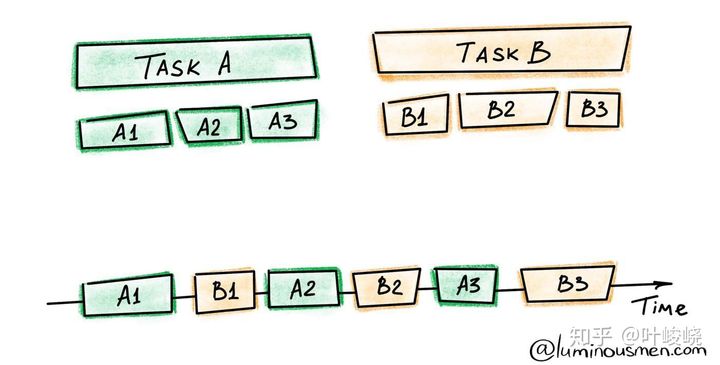 TASK A
TASK B
A1 A2 A3
B1 B2 B3
A1 B1 A2 B2 A3 B3
TIME
知乎 @叶峻峣
@luminousmen.com